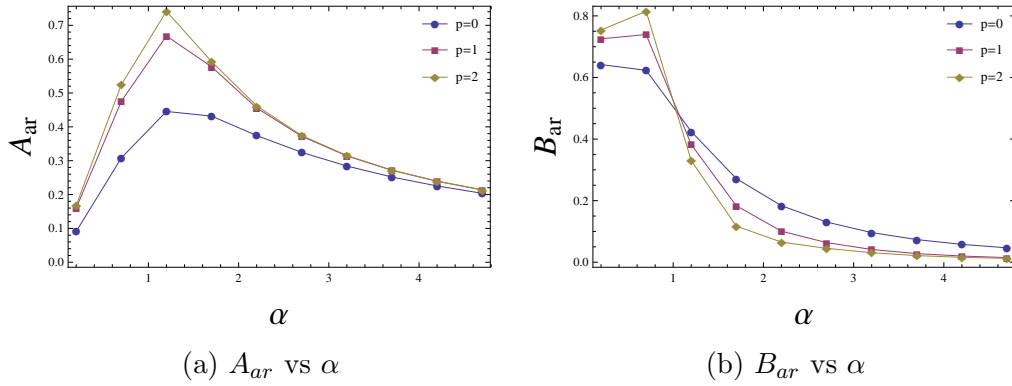 A_ar
0.7
0.6
0.5
0.4
0.3
0.2
0.1
0.0
1 2 3 4
α
p=0
p=1
p=2
(a) A_ar vs α
B_ar
0.8
0.6
0.4
0.2
0.0
1 2 3 4
α
p=0
p=1
p=2
(b) B_ar vs α